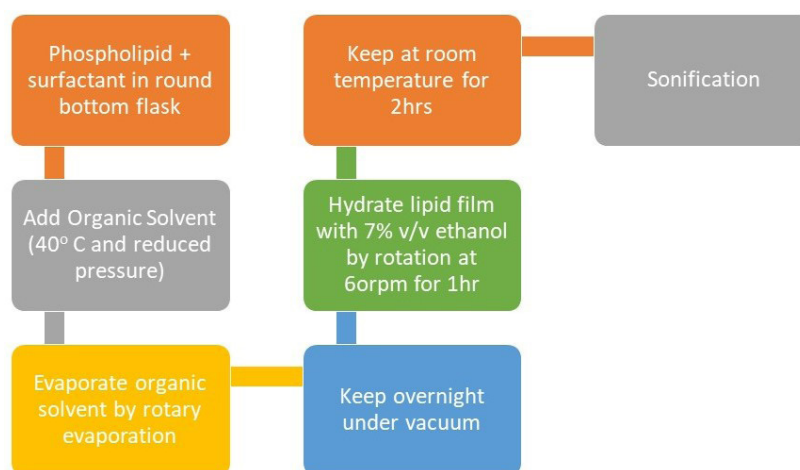 Phospholipid +
surfactant in round
bottom flask
Add Organic Solvent
(40° C and reduced
pressure)
Evaporate organic
solvent by rotary
evaporation
Keep overnight
under vacuum
Hydrate lipid film
with 7% v/v ethanol
by rotation at
6orpm for 1hr
Keep at room
temperature for
2hrs
Sonification